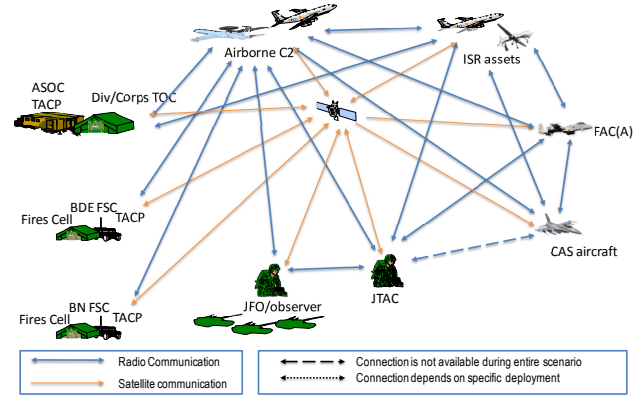 Airborne C2
ISR assets
ASOC
TACP
Div/Corps TOC
FAC(A)
BDE FSC
Fires Cell
TACP
CAS aircraft
JFO/observer
JTAC
BN FSC
Fires Cell
TACP
Radio Communication
Satellite communication
Connection is not available during entire scenario
Connection depends on specific deployment